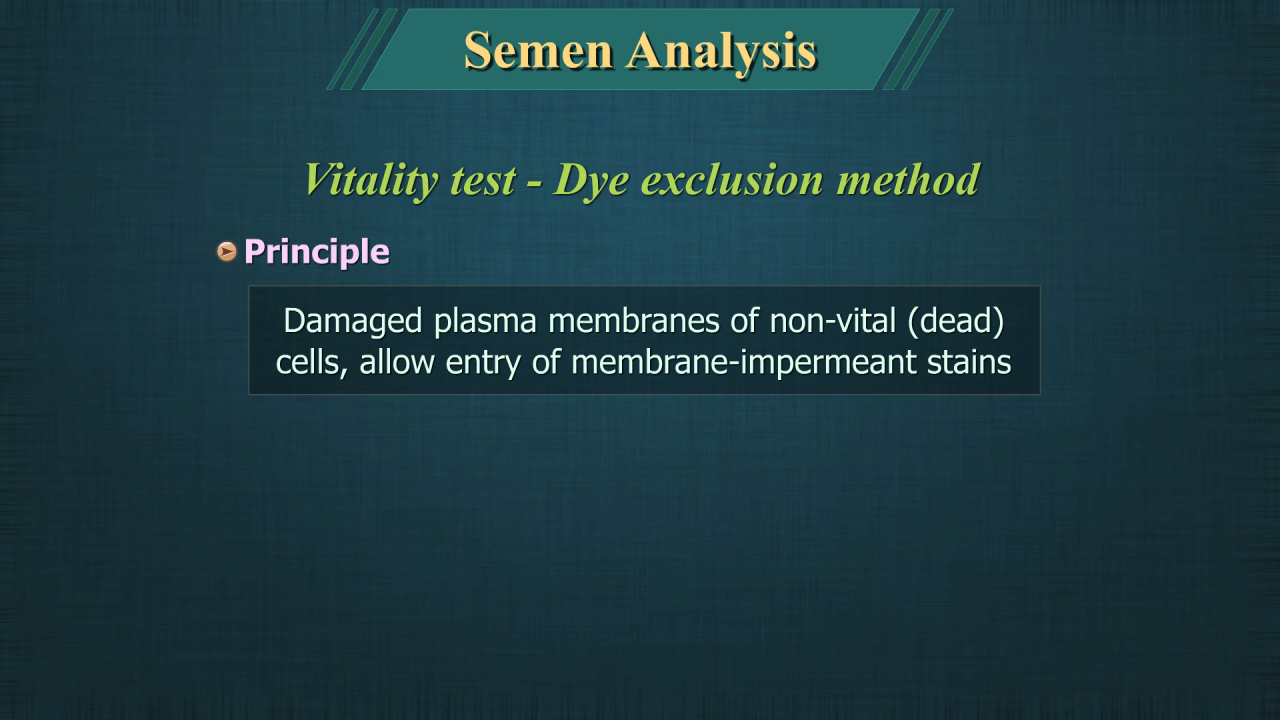 Semen Analysis
Vitality test - Dye exclusion method
Principle
Damaged plasma membranes of non-vital (dead)
cells, allow entry of membrane-impermeant stains